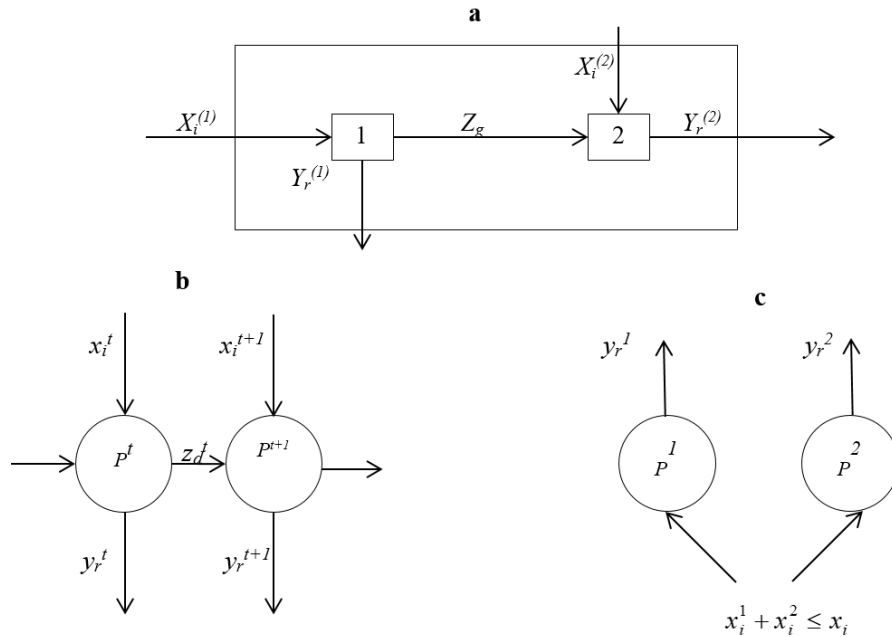 a
X_i^(2)
X_i^(1) 1 Z_g 2 Y_r^(2)
Y_r^(1)
b
x_i^t x_i^{t+1}
P^t z_d^t P^{t+1}
y_r^t y_r^{t+1}
c
y_r^1 y_r^2
P^1 P^2
x_i^1 + x_i^2 ≤ x_i